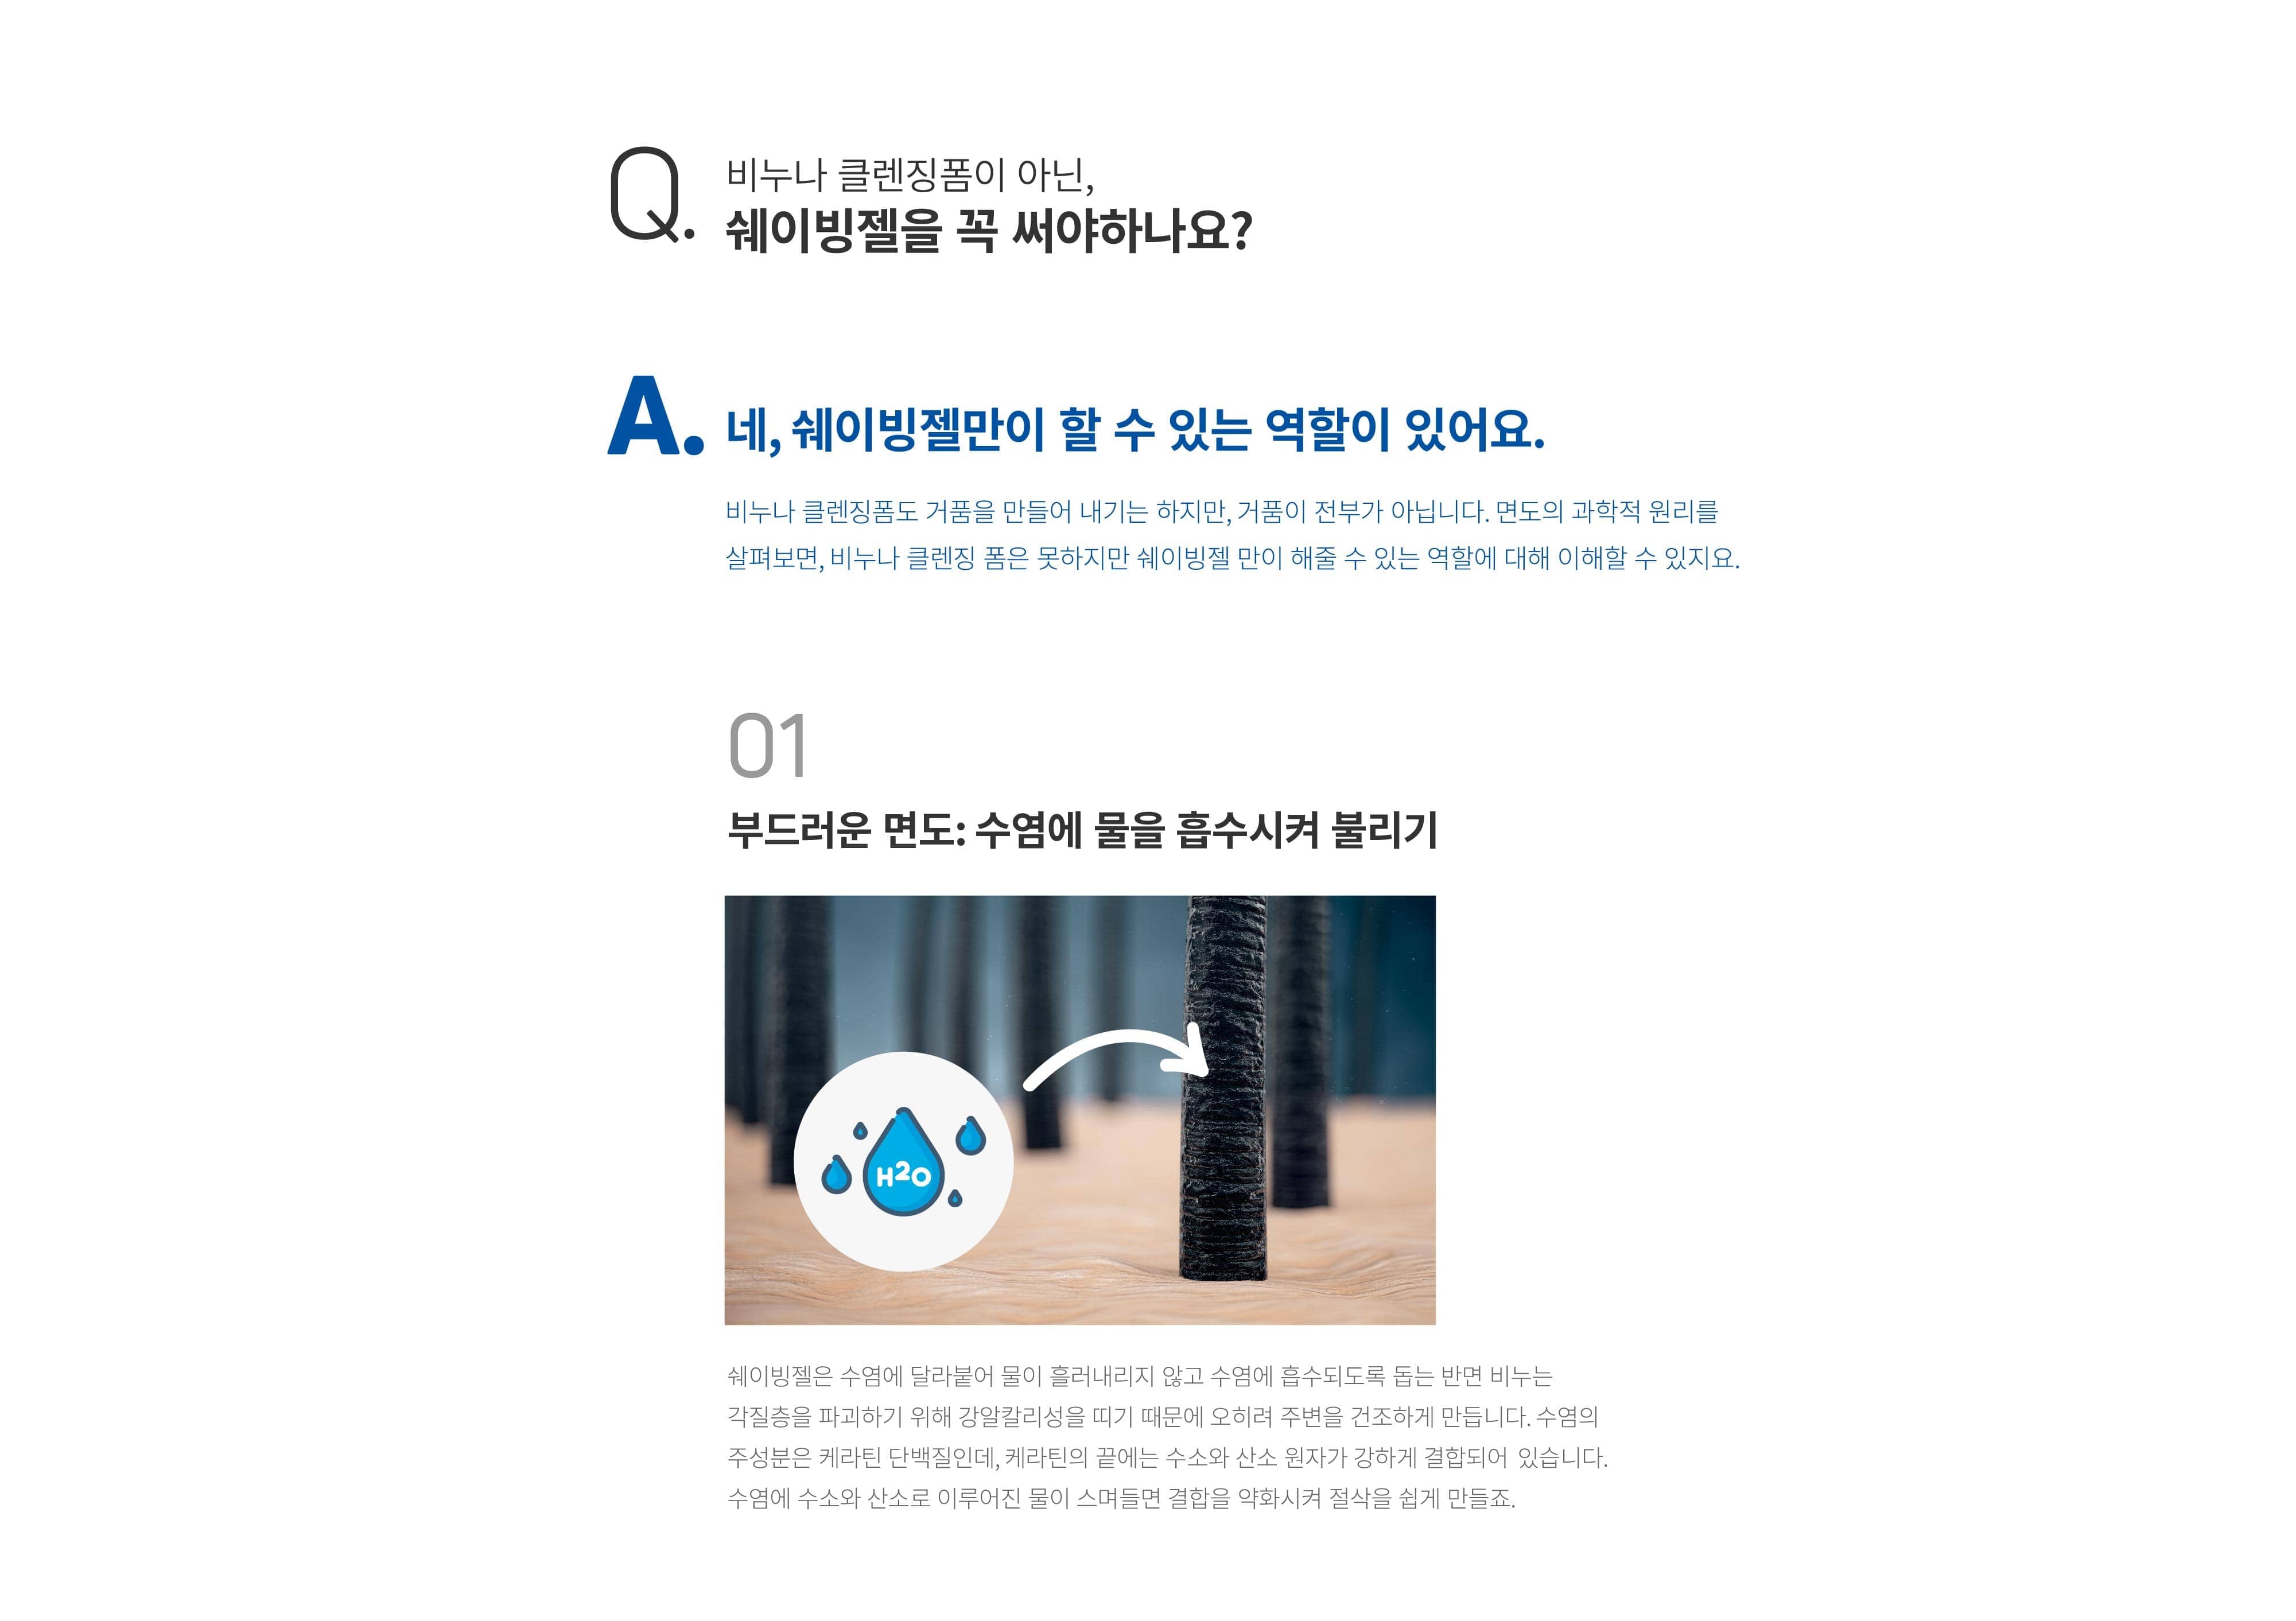 Q.
비누나 클렌징폼이 아닌,
쉐이빙젤을 꼭 써야하나요?
A.
네, 쉐이빙젤만이 할 수 있는 역할이 있어요.
비누나 클렌징폼도 거품을 만들어 내기는 하지만, 거품이 전부가 아닙니다. 면도의 과학적 원리를
살펴보면, 비누나 클렌징 폼은 못하지만 쉐이빙젤 만이 해줄 수 있는 역할에 대해 이해할 수 있지요.
01
부드러운 면도: 수염에 물을 흡수시켜 불리기
H2O
쉐이빙젤은 수염에 달라붙어 물이 흘러내리지 않고 수염에 흡수되도록 돕는 반면 비누는
각질층을 파괴하기 위해 강알칼리성을 띠기 때문에 오히려 주변을 건조하게 만듭니다. 수염의
주성분은 케라틴 단백질인데, 케라틴의 끝에는 수소와 산소 원자가 강하게 결합되어 있습니다.
수염에 수소와 산소로 이루어진 물이 스며들면 결합을 약화시켜 절삭을 쉽게 만들죠.